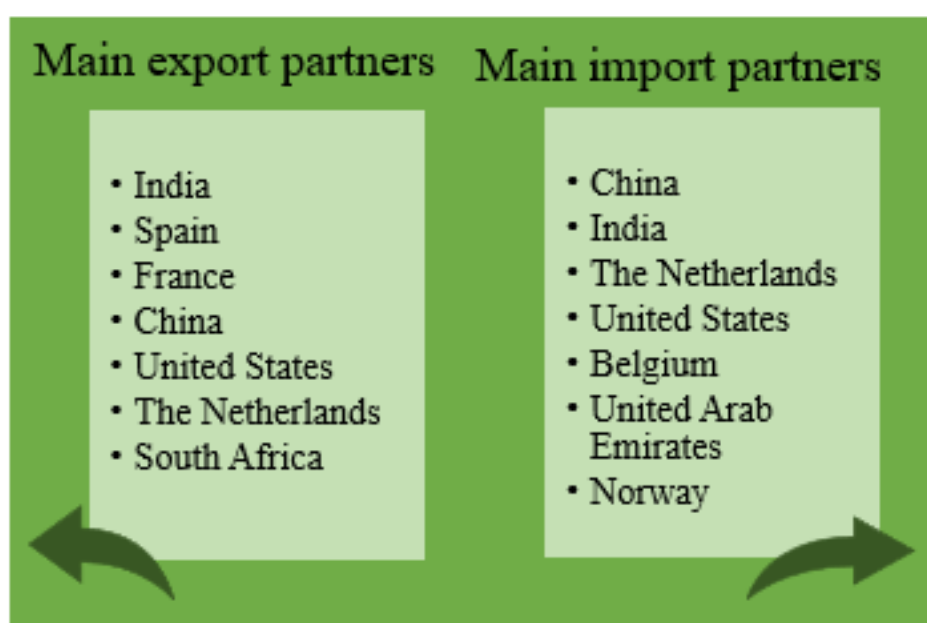 Main export partners
• India
• Spain
• France
• China
• United States
• The Netherlands
• South Africa
Main import partners
• China
• India
• The Netherlands
• United States
• Belgium
• United Arab
Emirates
• Norway